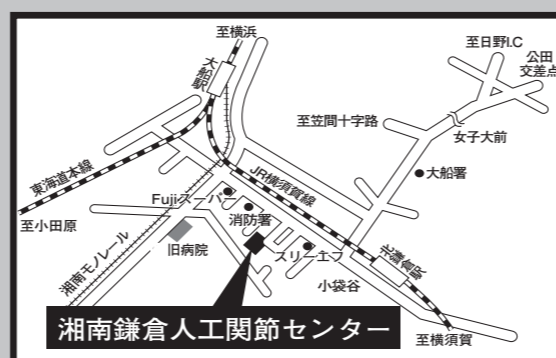 至横浜
大船駅
至日野I.C
公田
交差点
至笠間十字路
女子大前
大船署
東海道本線
JR横須賀線
Fujiスーパー
消防署
至小田原
旧病院
スリーエフ
北鎌倉駅
湘南モノレール
小袋谷
湘南鎌倉人工関節センター
至横須賀